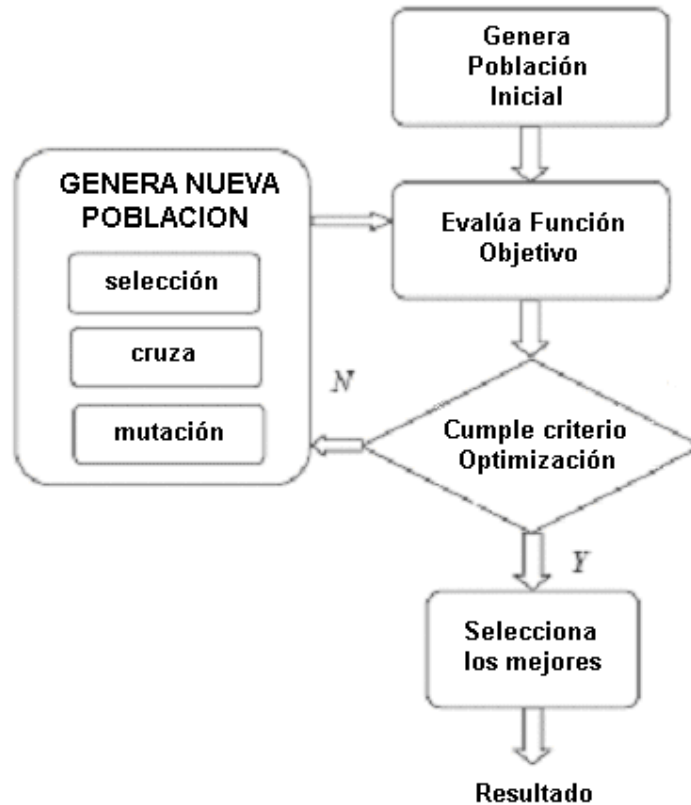 Genera
Población
Inicial
GENERA NUEVA
POBLACION
selección
cruza
mutación
Evalúa Función
Objetivo
N
Cumple criterio
Optimización
Y
Selecciona
los mejores
Resultado